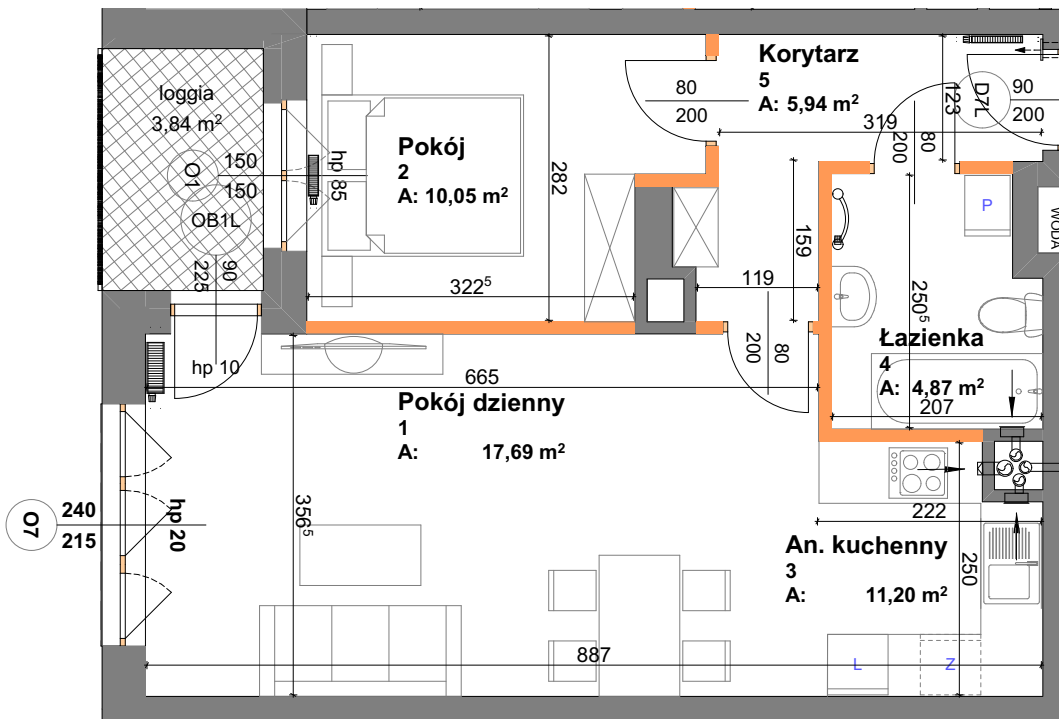 loggia
3,84 m²
O1
150
150
OB1L
90
225
hp 85
hp 10
Pokój
2
A: 10,05 m²
282
322⁵
80
200
Korytarz
5
A: 5,94 m²
319
123
80
200
D7L
90
200
WODA
P
159
119
80
200
250⁵
Łazienka
4
A: 4,87 m²
207
665
Pokój dzienny
1
A: 17,69 m²
356⁵
O7
240
215
hp 20
222
An. kuchenny
3
A: 11,20 m²
250
887
L
Z